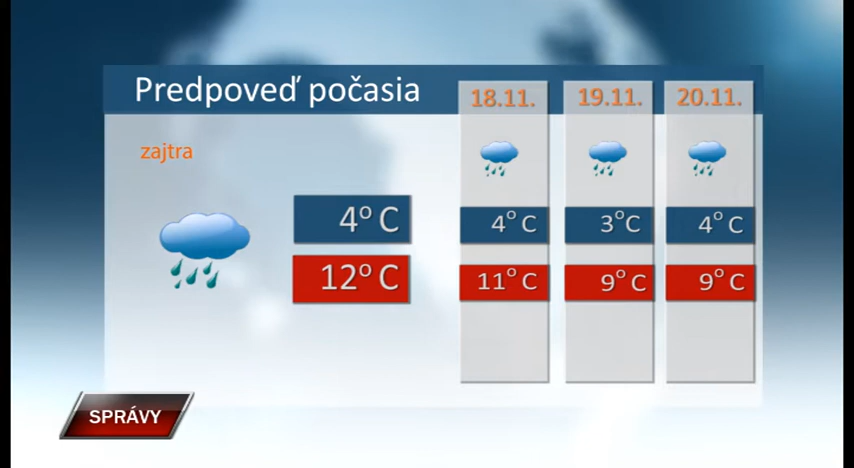 Predpoveď počasia
zajtra
4° C
12° C
18.11.
4° C
11° C
19.11.
3°C
9° C
20.11.
4° C
9° C
SPRÁVY